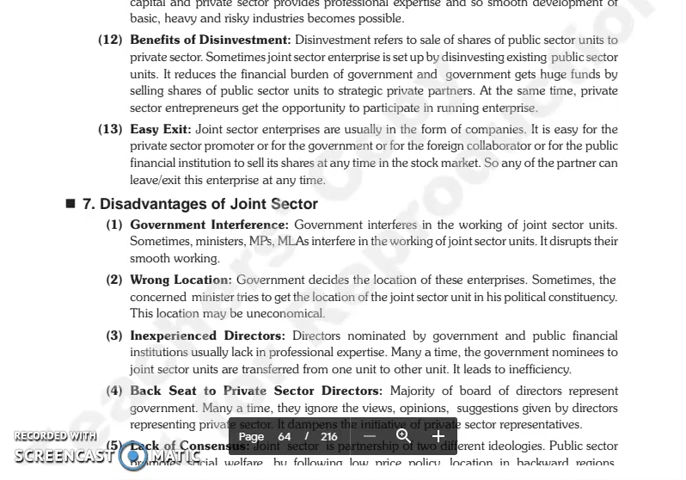 capital and private sector provides professional expertise and so smooth development of
basic, heavy and risky industries becomes possible.
(12) Benefits of Disinvestment: Disinvestment refers to sale of shares of public sector units to
private sector. Sometimes joint sector enterprise is set up by disinvesting existing public sector
units. It reduces the financial burden of government and government gets huge funds by
selling shares of public sector units to strategic private partners. At the same time, private
sector entrepreneurs get the opportunity to participate in running enterprise.
(13) Easy Exit: Joint sector enterprises are usually in the form of companies. It is easy for the
private sector promoter or for the government or for the foreign collaborator or for the public
financial institution to sell its shares at any time in the stock market. So any of the partner can
leave/exit this enterprise at any time.
■ 7. Disadvantages of Joint Sector
(1) Government Interference: Government interferes in the working of joint sector units.
Sometimes, ministers, MPs, MLAs interfere in the working of joint sector units. It disrupts their
smooth working.
(2) Wrong Location: Government decides the location of these enterprises. Sometimes, the
concerned minister tries to get the location of the joint sector unit in his political constituency.
This location may be uneconomical.
(3) Inexperienced Directors: Directors nominated by government and public financial
institutions usually lack in professional expertise. Many a time, the government nominees to
joint sector units are transferred from one unit to other unit. It leads to inefficiency.
(4) Back Seat to Private Sector Directors: Majority of board of directors represent
government. Many a time, they ignore the views, opinions, suggestions given by directors
representing private sector. It dampens the initiative of private sector representatives.
(5) Lack of Consensus: Joint sector is partnership of two different ideologies. Public sector
promotes social welfare, by following low price policy, location in backward regions,
Page 64 / 216
RECORDED WITH
SCREENCAST MATIC